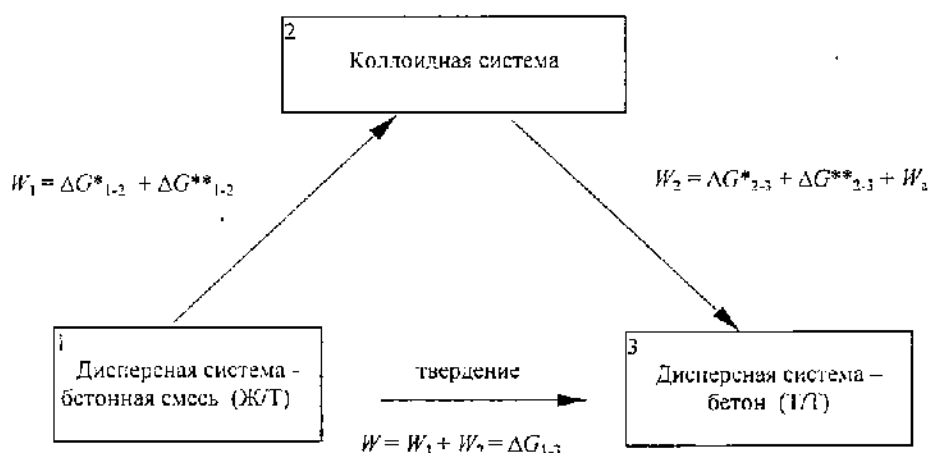 2
Коллоидная система
W₁ = ΔG*₁₋₂ + ΔG**₁₋₂
W₂ = ΔG*₂₋₃ + ΔG**₂₋₃ + Wₐ
1
Дисперсная система -
бетонная смесь (Ж/Т)
твердение
W = W₁ + W₂ = ΔG₁₋₃
3
Дисперсная система –
бетон (Т/Т)